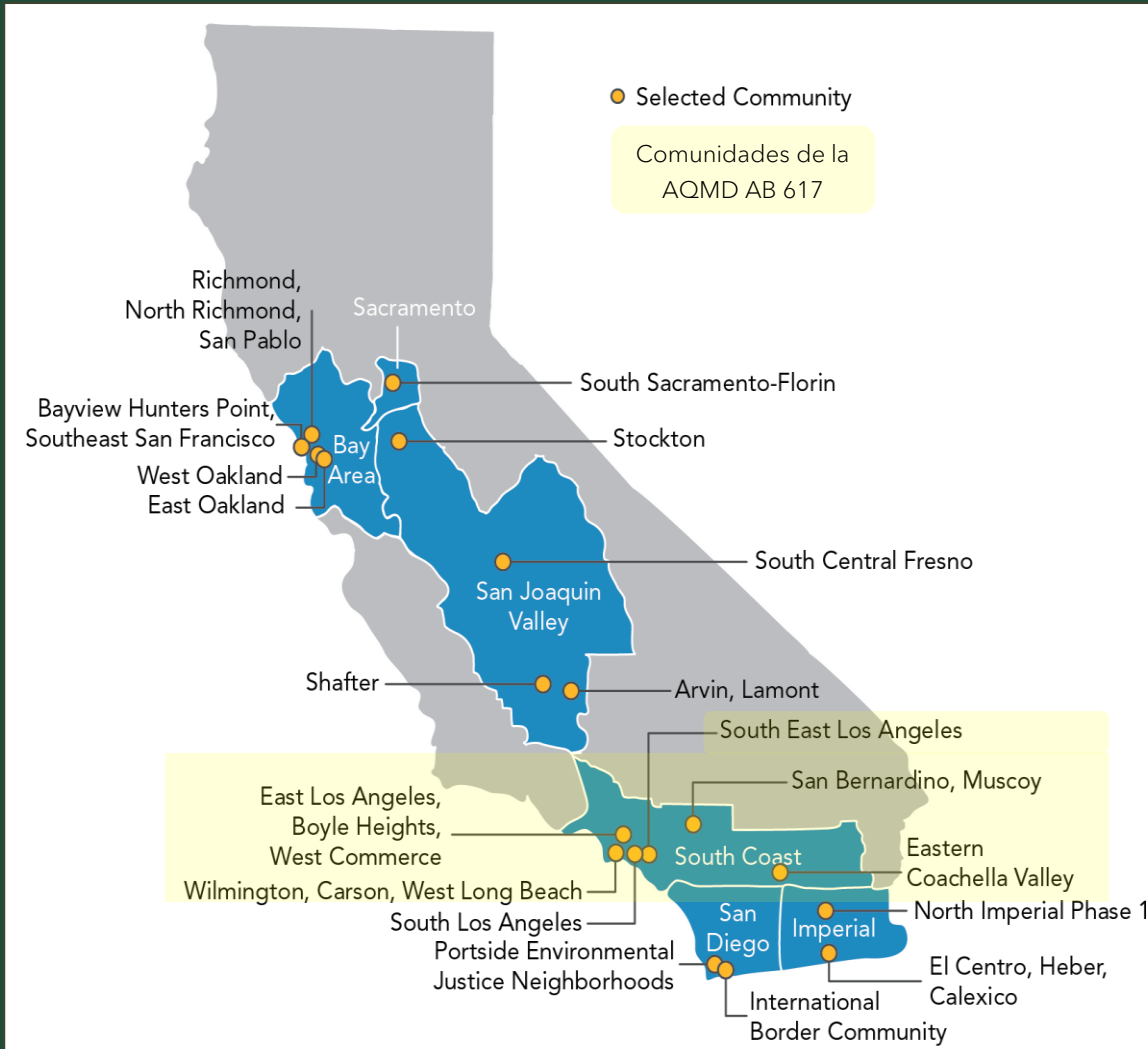 Selected Community
Comunidades de la
AQMD AB 617
Richmond,
North Richmond,
San Pablo
Sacramento
South Sacramento-Florin
Bayview Hunters Point,
Southeast San Francisco
Bay
Area
Stockton
West Oakland
East Oakland
South Central Fresno
San Joaquin
Valley
Shafter
Arvin, Lamont
South East Los Angeles
San Bernardino, Muscoy
East Los Angeles,
Boyle Heights,
West Commerce
South Coast
Eastern
Coachella Valley
Wilmington, Carson, West Long Beach
South Los Angeles
San
Diego
Imperial
North Imperial Phase 1
Portside Environmental
Justice Neighborhoods
El Centro, Heber,
Calexico
International
Border Community